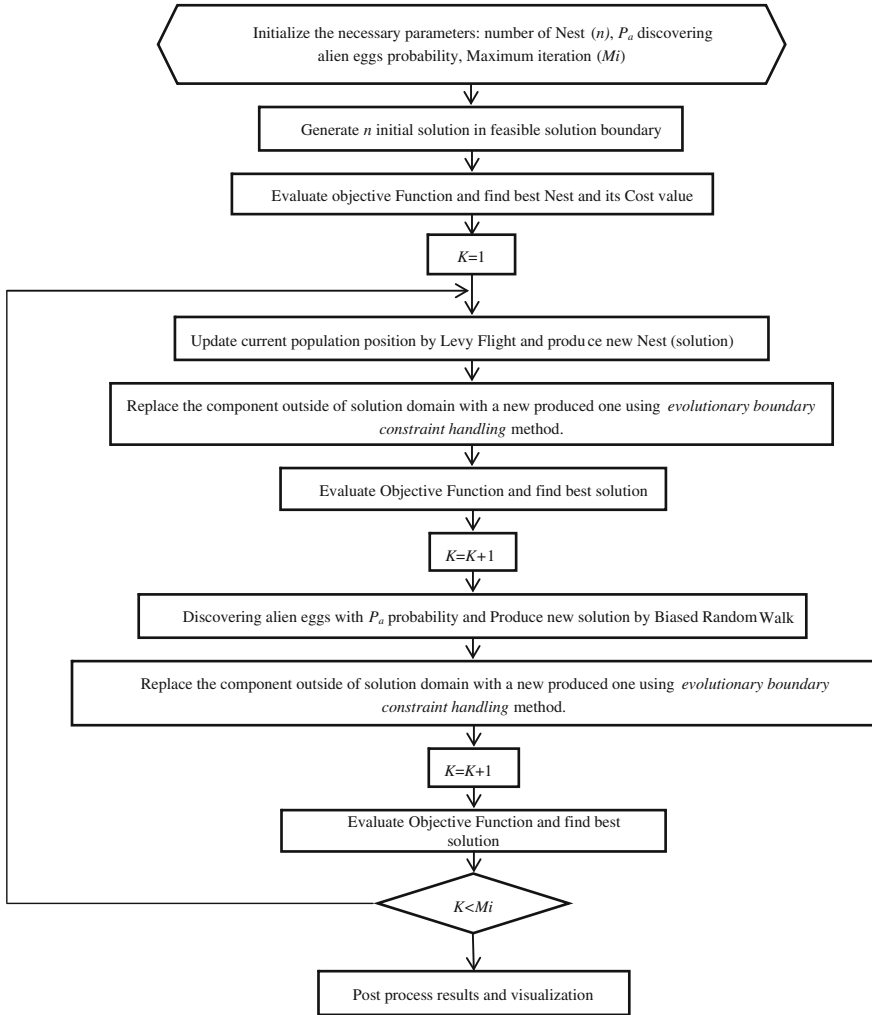 Initialize the necessary parameters: number of Nest (n), Pa discovering
alien eggs probability, Maximum iteration (Mi)
Generate n initial solution in feasible solution boundary
Evaluate objective Function and find best Nest and its Cost value
K=1
Update current population position by Levy Flight and produce new Nest (solution)
Replace the component outside of solution domain with a new produced one using evolutionary boundary
constraint handling method.
Evaluate Objective Function and find best solution
K=K+1
Discovering alien eggs with Pa probability and Produce new solution by Biased Random Walk
Replace the component outside of solution domain with a new produced one using evolutionary boundary
constraint handling method.
K=K+1
Evaluate Objective Function and find best
solution
K<Mi
Post process results and visualization